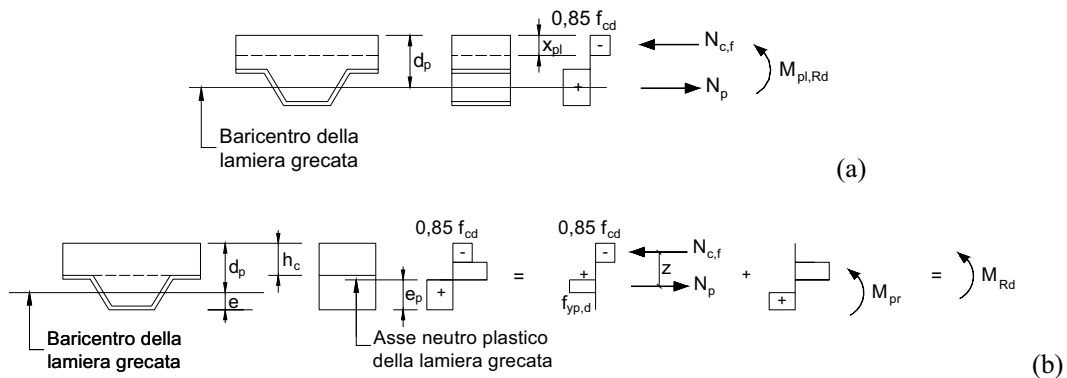 0,85 f_cd
x_pl
d_p
-
+
N_c,f
N_p
M_pl,Rd
Baricentro della
lamiera grecata
(a)
0,85 f_cd
0,85 f_cd
d_p
h_c
e
e_p
-
+
=
-
+
f_yp,d
z
N_c,f
N_p
+
+
M_pr
=
M_Rd
Baricentro della
lamiera grecata
Asse neutro plastico
della lamiera grecata
(b)